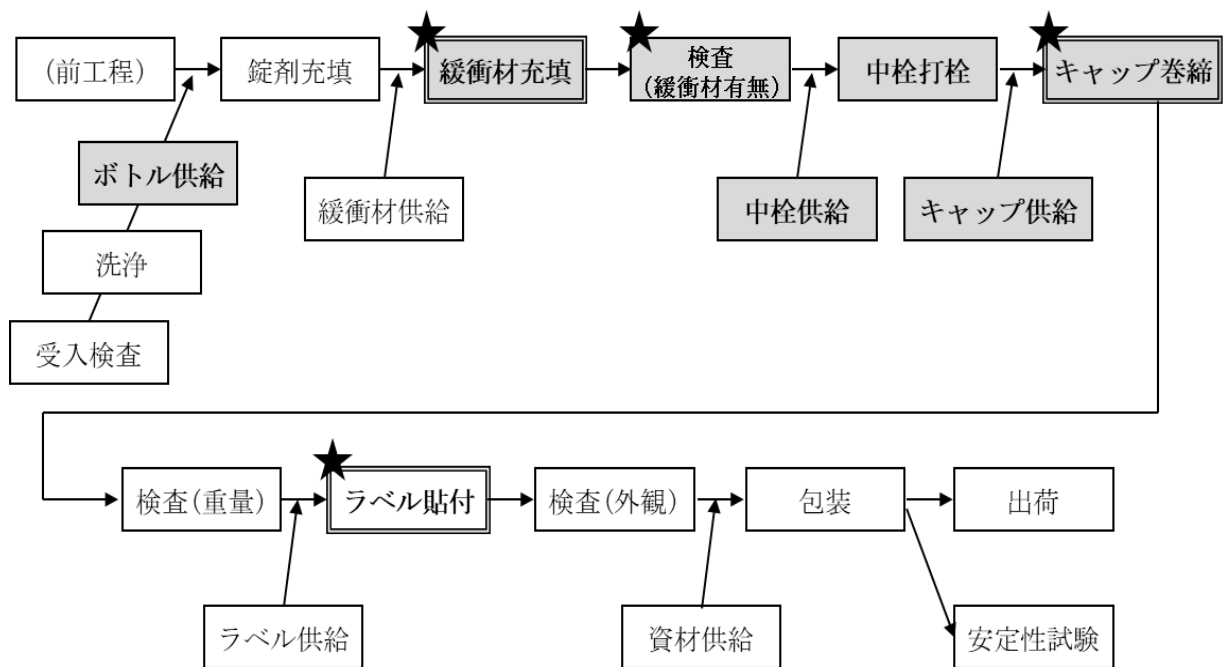 (前工程)
錠剤充填
緩衝材充填
検査
(緩衝材有無)
中栓打栓
キャップ巻締
ボトル供給
緩衝材供給
中栓供給
キャップ供給
洗浄
受入検査
検査(重量)
ラベル貼付
検査(外観)
包装
出荷
ラベル供給
資材供給
安定性試験